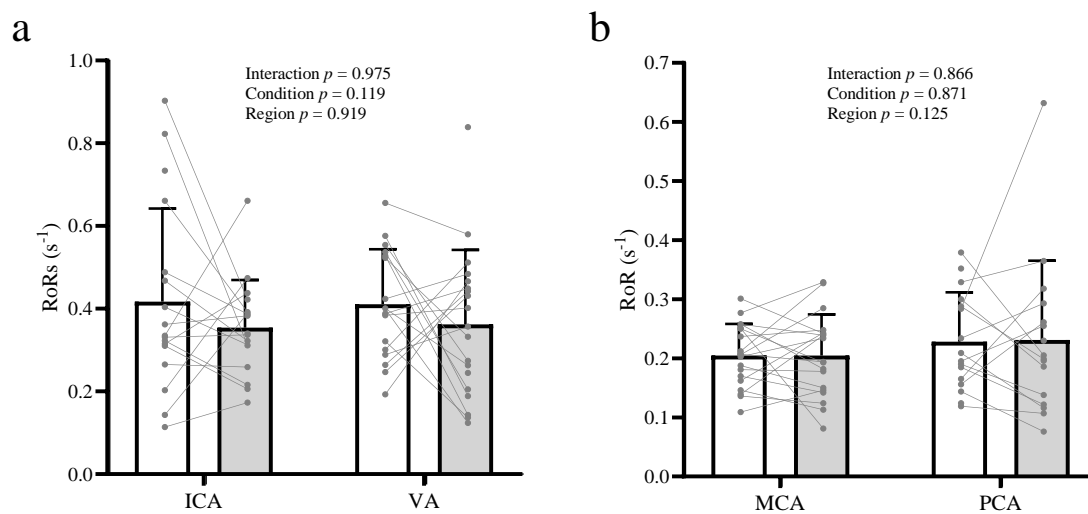 a
Interaction p = 0.975
Condition p = 0.119
Region p = 0.919
RoRs (s⁻¹)
1.0
0.8
0.6
0.4
0.2
0.0
ICA
VA
b
Interaction p = 0.866
Condition p = 0.871
Region p = 0.125
RoR (s⁻¹)
0.7
0.6
0.5
0.4
0.3
0.2
0.1
0.0
MCA
PCA